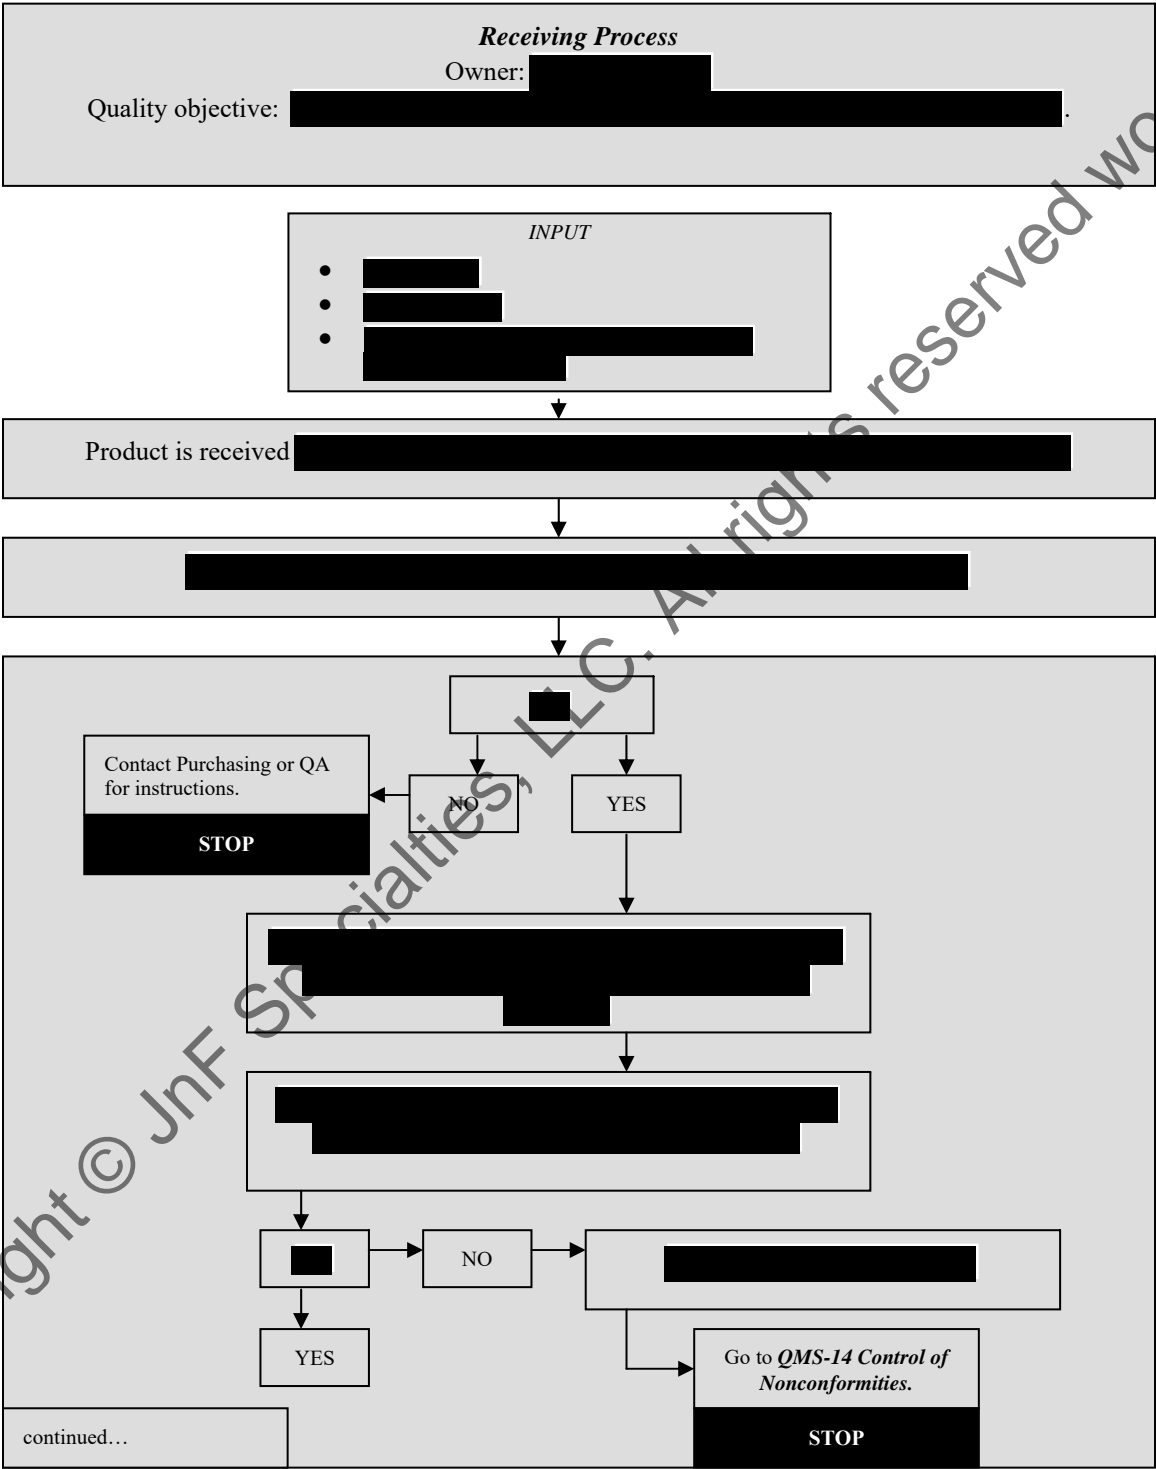 Receiving Process
Owner:
Quality objective: .
INPUT
Product is received
Contact Purchasing or QA
for instructions.
NO
YES
STOP
NO
YES
Go to QMS-14 Control of
Nonconformities.
continued…
STOP
ight © JnF Specialties, LLC. All rights reserved wo